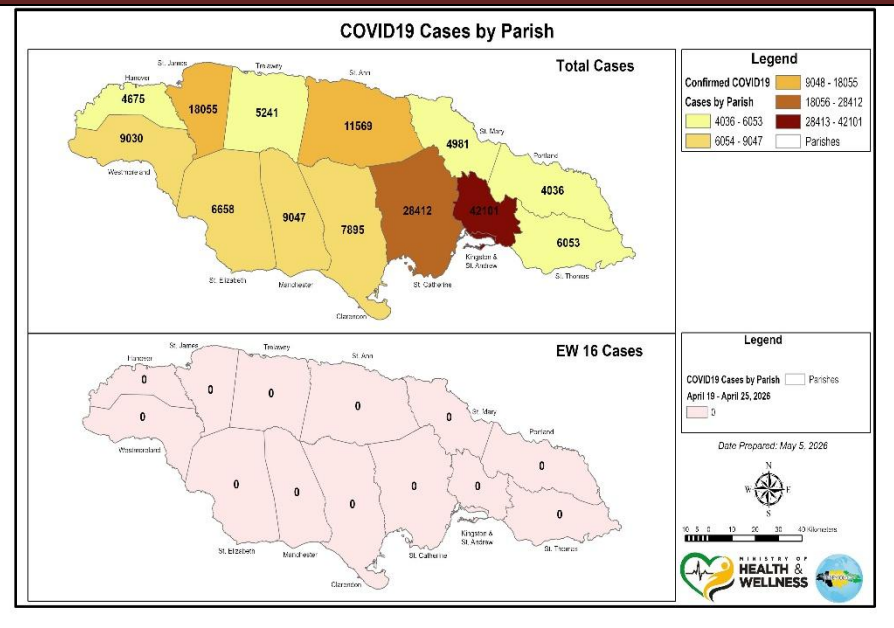 COVID19 Cases by Parish
Total Cases
St. James
Trelawny
St. Ann
Hanover
4675
18055
5241
11569
9030
4981
St. Mary
Portland
Westmoreland
4036
6658
9047
7895
28412
42101
6053
St. Elizabeth
Manchester
Clarendon
St. Catherine
Kingston &
St. Andrew
St. Thomas
Legend
Confirmed COVID19
Cases by Parish
4036 - 6053
6054 - 9047
9048 - 18055
18056 - 28412
28413 - 42101
Parishes
EW 16 Cases
St. James
Trelawny
St. Ann
Hanover
0
0
0
0
0
0
St. Mary
Portland
Westmoreland
0
0
0
0
0
0
0
St. Elizabeth
Manchester
Clarendon
St. Catherine
Kingston &
St. Andrew
St. Thomas
Legend
COVID19 Cases by Parish
Parishes
April 19 - April 25, 2026
0
Date Prepared: May 5, 2026
N
W
E
S
10 5 0 10 20 30 40 Kilometers
MINISTRY OF
HEALTH &
WELLNESS